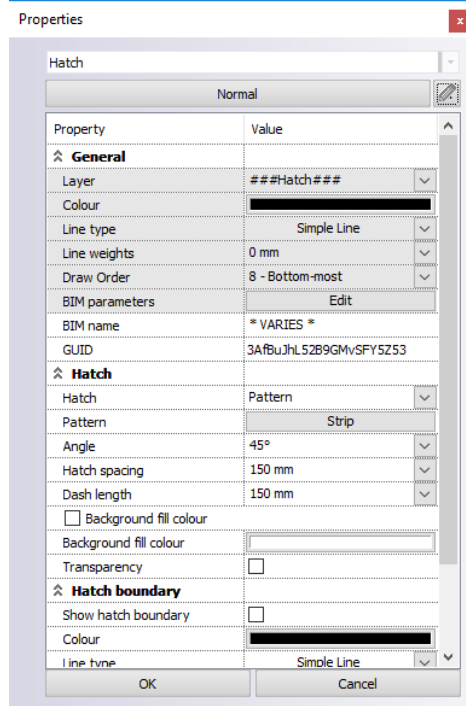 Properties
x
Hatch
Normal
Property Value
General
Layer ###Hatch###
Colour
Line type Simple Line
Line weights 0 mm
Draw Order 8 - Bottom-most
BIM parameters Edit
BIM name * VARIES *
GUID 3AfBuJhL52B9GMvSFY5Z53
Hatch
Hatch Pattern
Pattern Strip
Angle 45°
Hatch spacing 150 mm
Dash length 150 mm
Background fill colour
Background fill colour
Transparency
Hatch boundary
Show hatch boundary
Colour
Line type Simple Line
OK Cancel